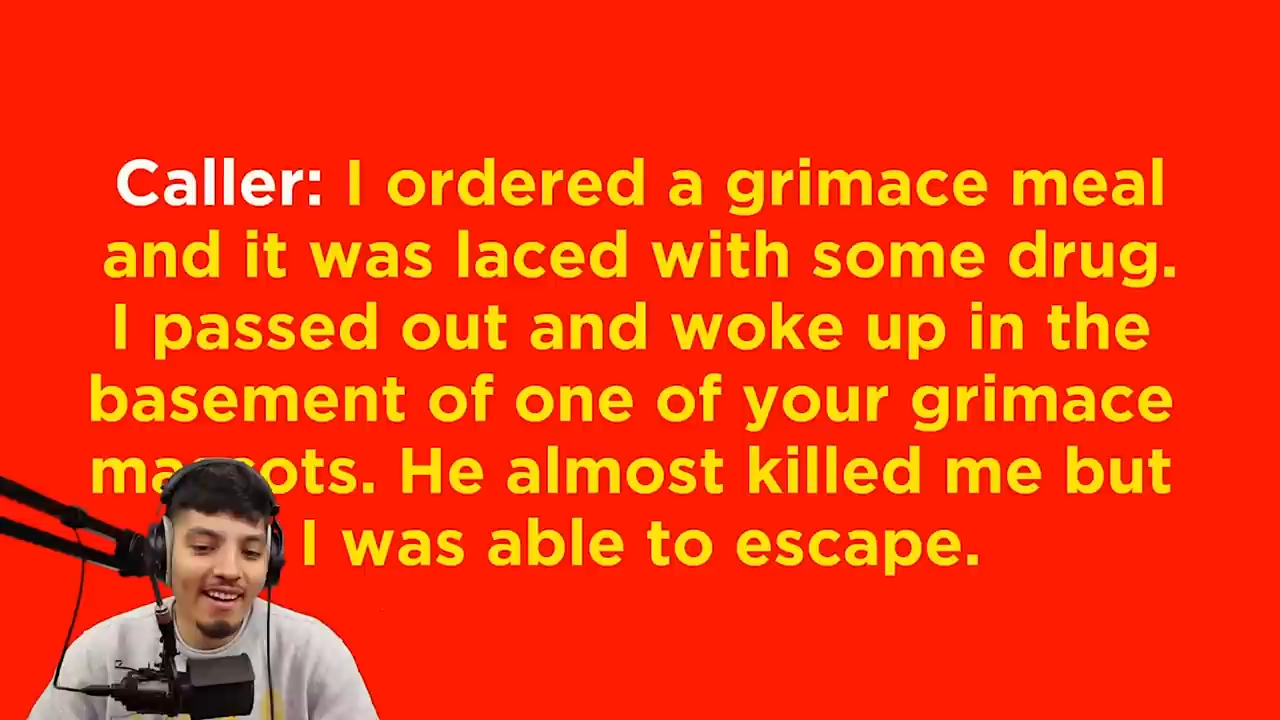 Caller: I ordered a grimace meal
and it was laced with some drug.
I passed out and woke up in the
basement of one of your grimace
mascots. He almost killed me but
I was able to escape.